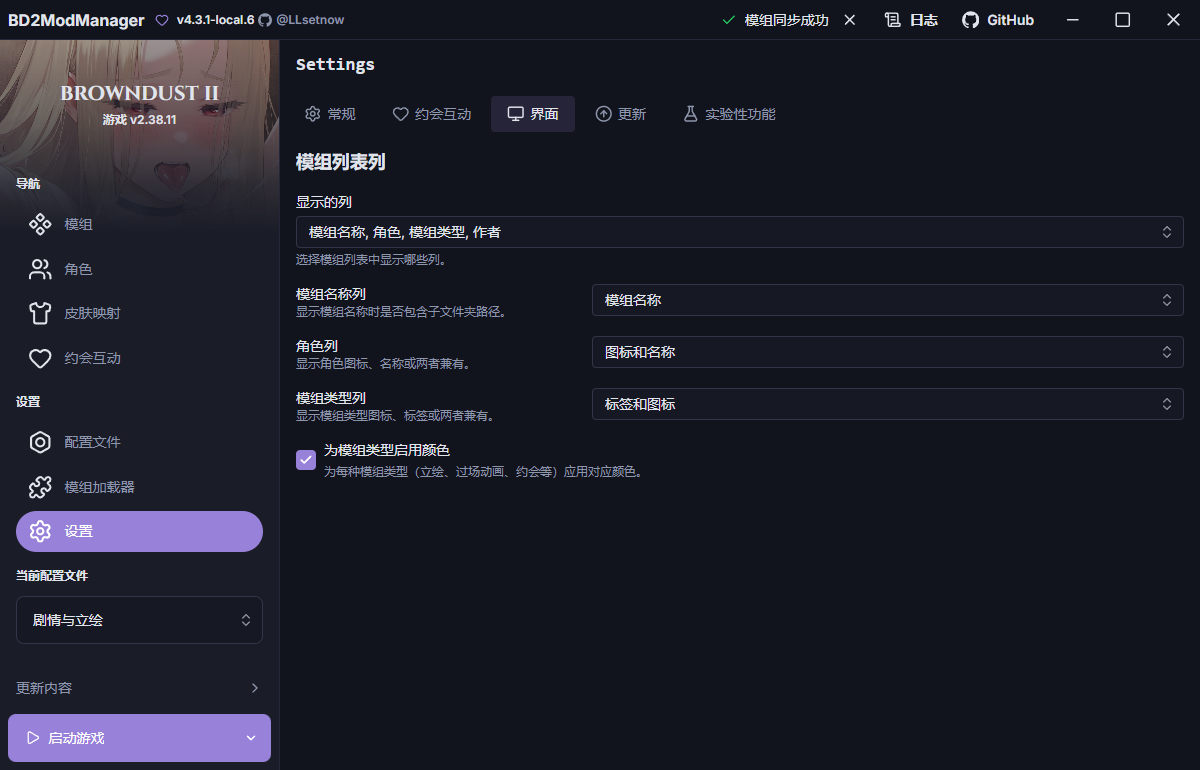 BD2ModManager v4.3.1-local.6 @LLsetnow
模组同步成功 日志 GitHub
BROWNDUST II
游戏 v2.38.11
导航
模组
角色
皮肤映射
约会互动
设置
配置文件
模组加载器
设置
当前配置文件
剧情与立绘
更新内容
启动游戏
Settings
常规 约会互动 界面 更新 实验性功能
模组列表列
显示的列
模组名称, 角色, 模组类型, 作者
选择模组列表中显示哪些列。
模组名称列
显示模组名称时是否包含子文件夹路径。
模组名称
角色列
显示角色图标、名称或两者兼有。
图标和名称
模组类型列
显示模组类型图标、标签或两者兼有。
标签和图标
为模组类型启用颜色
为每种模组类型（立绘、过场动画、约会等）应用对应颜色。